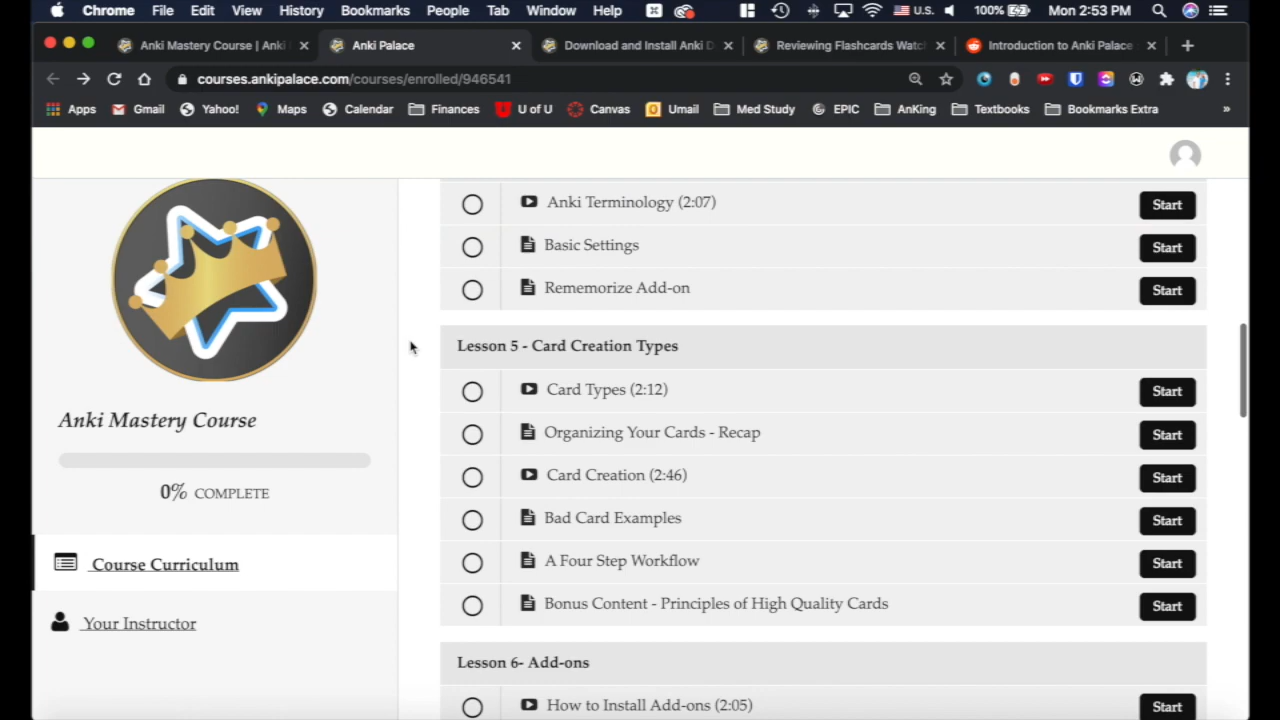 Chrome File Edit View History Bookmarks People Tab Window Help U.S. 100% Mon 2:53 PM
Anki Mastery Course | Anki Anki Palace Download and Install Anki D Reviewing Flashcards Watch Introduction to Anki Palace
courses.ankipalace.com/courses/enrolled/946541
Apps Gmail Yahoo! Maps Calendar Finances U of U Canvas Umail Med Study EPIC AnKing Textbooks Bookmarks Extra »
Anki Terminology (2:07) Start
Basic Settings Start
Rememorize Add-on Start
Lesson 5 - Card Creation Types
Card Types (2:12) Start
Organizing Your Cards - Recap Start
Card Creation (2:46) Start
Bad Card Examples Start
A Four Step Workflow Start
Bonus Content - Principles of High Quality Cards Start
Lesson 6- Add-ons
How to Install Add-ons (2:05) Start
Anki Mastery Course
0% COMPLETE
Course Curriculum
Your Instructor